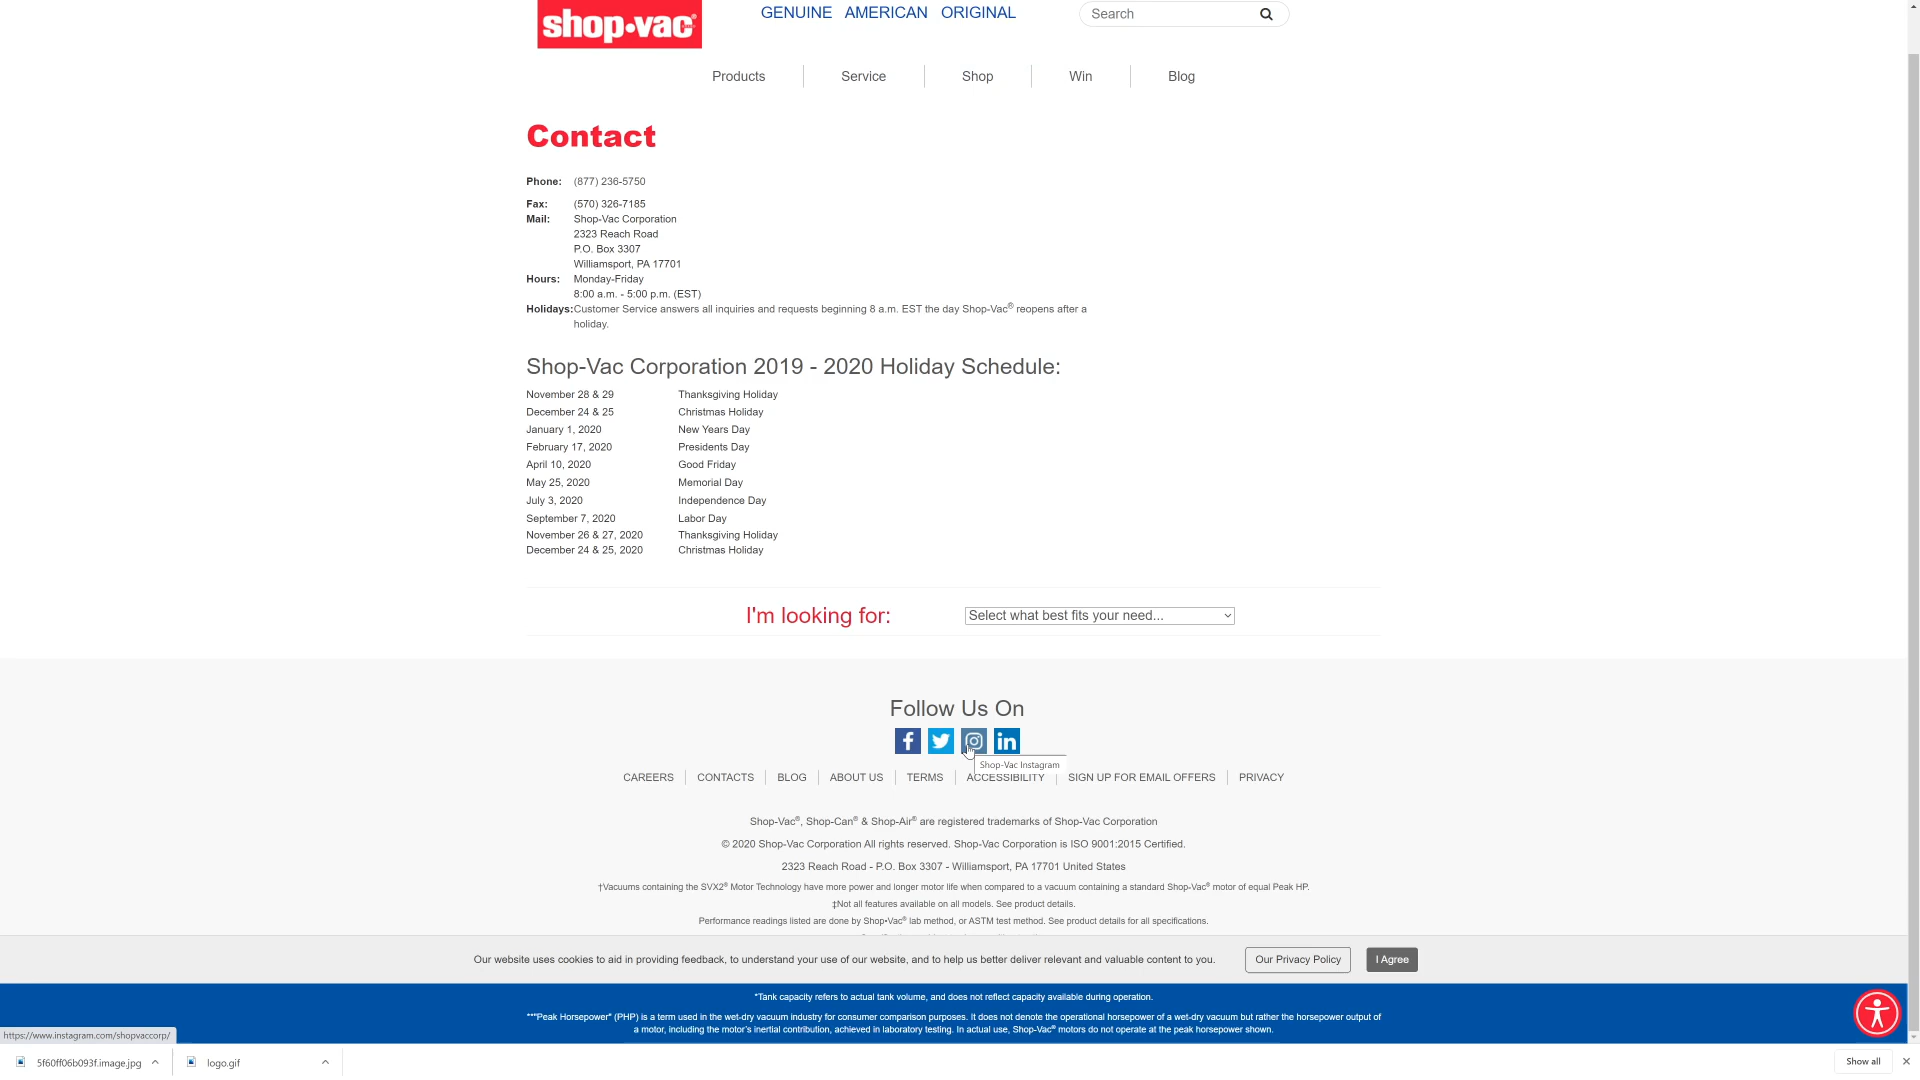 shop•vac®
GENUINE AMERICAN ORIGINAL
Search
Products
Service
Shop
Win
Blog
Contact
Phone: (877) 236-5750
Fax: (570) 326-7185
Mail: Shop-Vac Corporation
2323 Reach Road
P.O. Box 3307
Williamsport, PA 17701
Hours: Monday-Friday
8:00 a.m. - 5:00 p.m. (EST)
Holidays: Customer Service answers all inquiries and requests beginning 8 a.m. EST the day Shop-Vac® reopens after a
holiday.
Shop-Vac Corporation 2019 - 2020 Holiday Schedule:
November 28 & 29 Thanksgiving Holiday
December 24 & 25 Christmas Holiday
January 1, 2020 New Years Day
February 17, 2020 Presidents Day
April 10, 2020 Good Friday
May 25, 2020 Memorial Day
July 3, 2020 Independence Day
September 7, 2020 Labor Day
November 26 & 27, 2020 Thanksgiving Holiday
December 24 & 25, 2020 Christmas Holiday
I'm looking for: Select what best fits your need...
Follow Us On
Shop-Vac Instagram
CAREERS CONTACTS BLOG ABOUT US TERMS ACCESSIBILITY SIGN UP FOR EMAIL OFFERS PRIVACY
Shop-Vac®, Shop-Can® & Shop-Air® are registered trademarks of Shop-Vac Corporation
© 2020 Shop-Vac Corporation All rights reserved. Shop-Vac Corporation is ISO 9001:2015 Certified.
2323 Reach Road - P.O. Box 3307 - Williamsport, PA 17701 United States
†Vacuums containing the SVX2® Motor Technology have more power and longer motor life when compared to a vacuum containing a standard Shop-Vac® motor of equal Peak HP.
‡Not all features available on all models. See product details.
Performance readings listed are done by Shop•Vac® lab method, or ASTM test method. See product details for all specifications.
Our website uses cookies to aid in providing feedback, to understand your use of our website, and to help us better deliver relevant and valuable content to you. Our Privacy Policy I Agree
*Tank capacity refers to actual tank volume, and does not reflect capacity available during operation.
**"Peak Horsepower" (PHP) is a term used in the wet-dry vacuum industry for consumer comparison purposes. It does not denote the operational horsepower of a wet-dry vacuum but rather the horsepower output of
a motor, including the motor's inertial contribution, achieved in laboratory testing. In actual use, Shop-Vac® motors do not operate at the peak horsepower shown.
https://www.instagram.com/shopvaccorp/
5f60ff06b093f.image.jpg
logo.gif
Show all